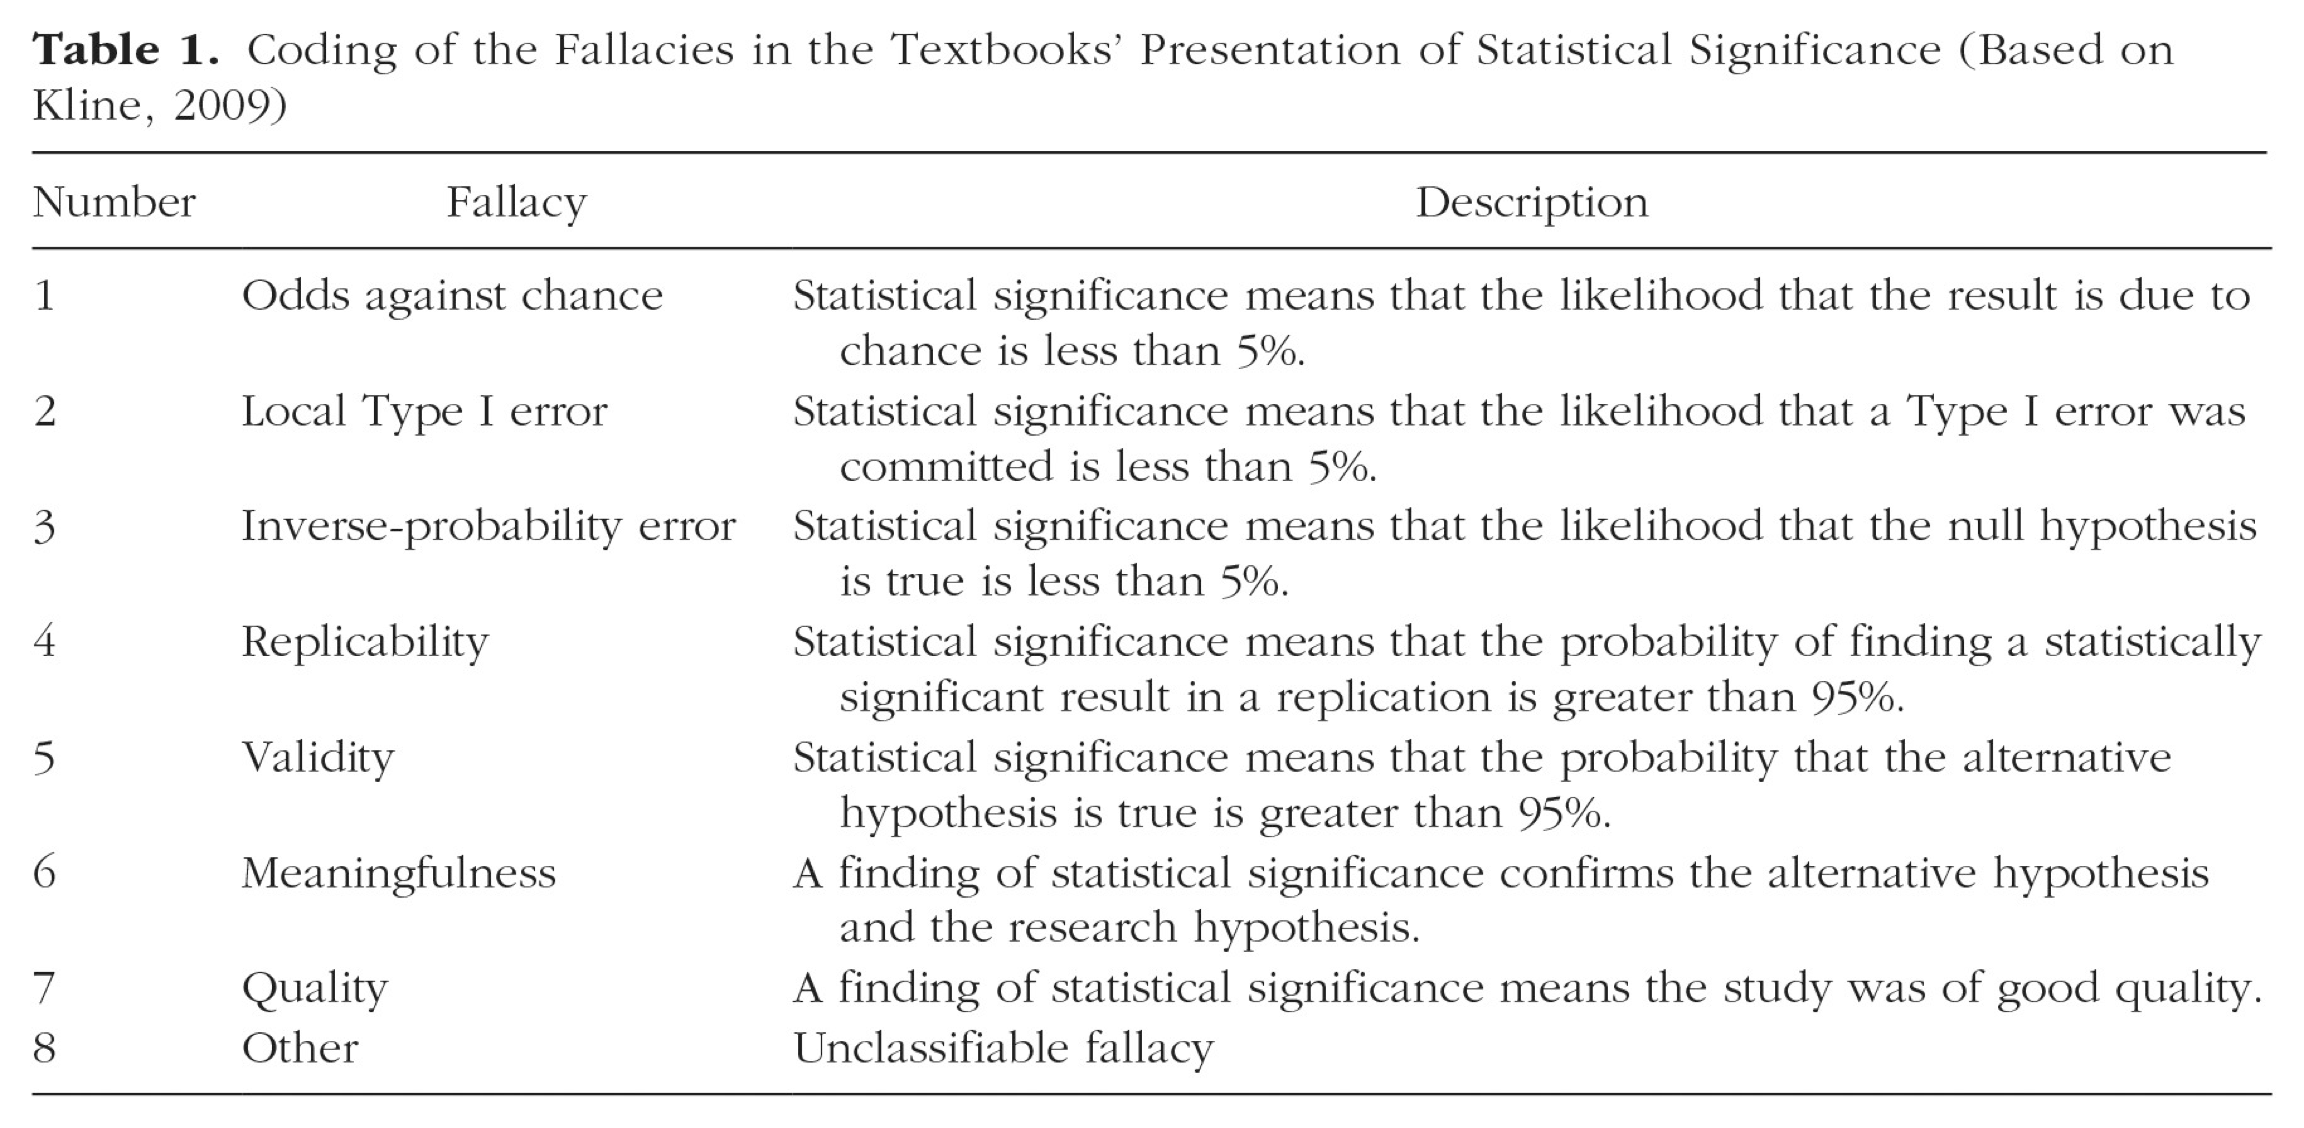 Table 1. Coding of the Fallacies in the Textbooks’ Presentation of Statistical Significance (Based on
Kline, 2009)
Number Fallacy Description
1 Odds against chance Statistical significance means that the likelihood that the result is due to
chance is less than 5%.
2 Local Type I error Statistical significance means that the likelihood that a Type I error was
committed is less than 5%.
3 Inverse-probability error Statistical significance means that the likelihood that the null hypothesis
is true is less than 5%.
4 Replicability Statistical significance means that the probability of finding a statistically
significant result in a replication is greater than 95%.
5 Validity Statistical significance means that the probability that the alternative
hypothesis is true is greater than 95%.
6 Meaningfulness A finding of statistical significance confirms the alternative hypothesis
and the research hypothesis.
7 Quality A finding of statistical significance means the study was of good quality.
8 Other Unclassifiable fallacy